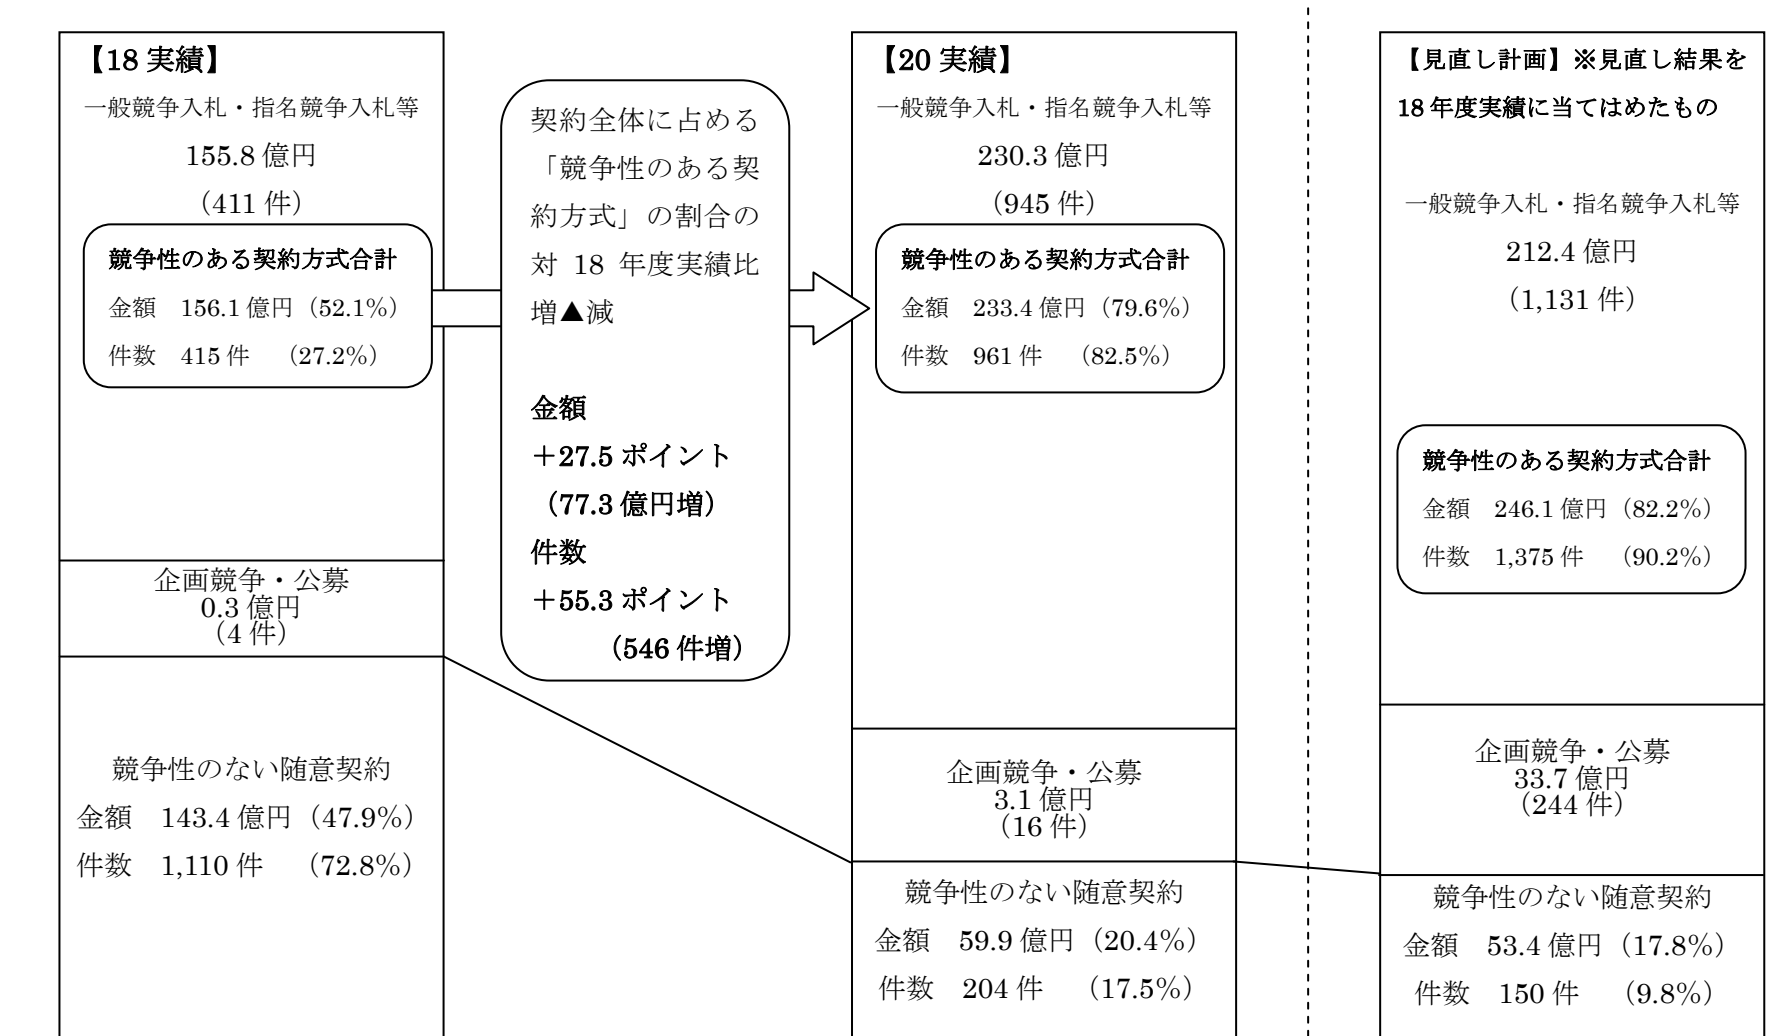 【18 実績】
一般競争入札・指名競争入札等
155.8 億円
(411 件)
競争性のある契約方式合計
金額 156.1 億円（52.1%）
件数 415 件 （27.2%）
企画競争・公募
0.3 億円
（4 件）
競争性のない随意契約
金額 143.4 億円（47.9%）
件数 1,110 件 （72.8%）
契約全体に占める
「競争性のある契
約方式」の割合の
対 18 年度実績比
増▲減
金額
＋27.5 ポイント
（77.3 億円増）
件数
＋55.3 ポイント
（546 件増）
【20 実績】
一般競争入札・指名競争入札等
230.3 億円
（945 件）
競争性のある契約方式合計
金額 233.4 億円（79.6%）
件数 961 件 （82.5%）
企画競争・公募
3.1 億円
（16 件）
競争性のない随意契約
金額 59.9 億円（20.4%）
件数 204 件 （17.5%）
【見直し計画】※見直し結果を
18 年度実績に当てはめたもの
一般競争入札・指名競争入札等
212.4 億円
（1,131 件）
競争性のある契約方式合計
金額 246.1 億円（82.2%）
件数 1,375 件 （90.2%）
企画競争・公募
33.7 億円
（244 件）
競争性のない随意契約
金額 53.4 億円（17.8%）
件数 150 件 （9.8%）